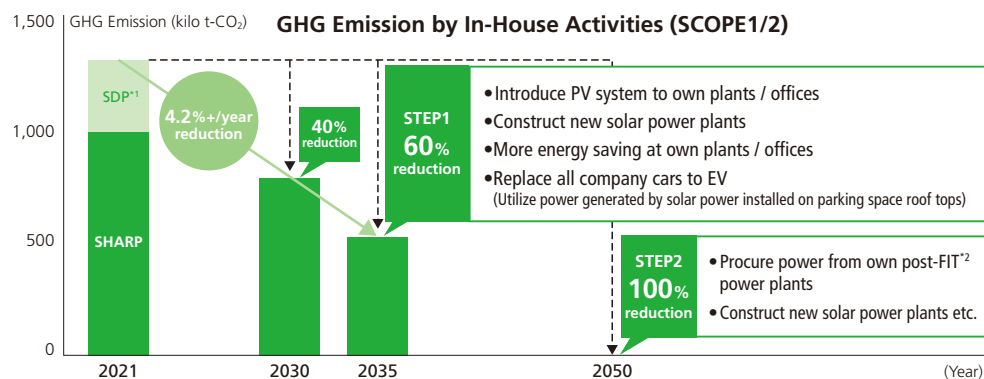 GHG Emission by In-House Activities (SCOPE1/2)
GHG Emission (kilo t-CO₂)
1,500
1,000
500
0
SDP*1
SHARP
4.2%+/year
reduction
40%
reduction
STEP1
60%
reduction
•Introduce PV system to own plants / offices
•Construct new solar power plants
•More energy saving at own plants / offices
•Replace all company cars to EV
(Utilize power generated by solar power installed on parking space roof tops)
STEP2
100%
reduction
•Procure power from own post-FIT*2
power plants
•Construct new solar power plants etc.
2021
2030
2035
2050
(Year)